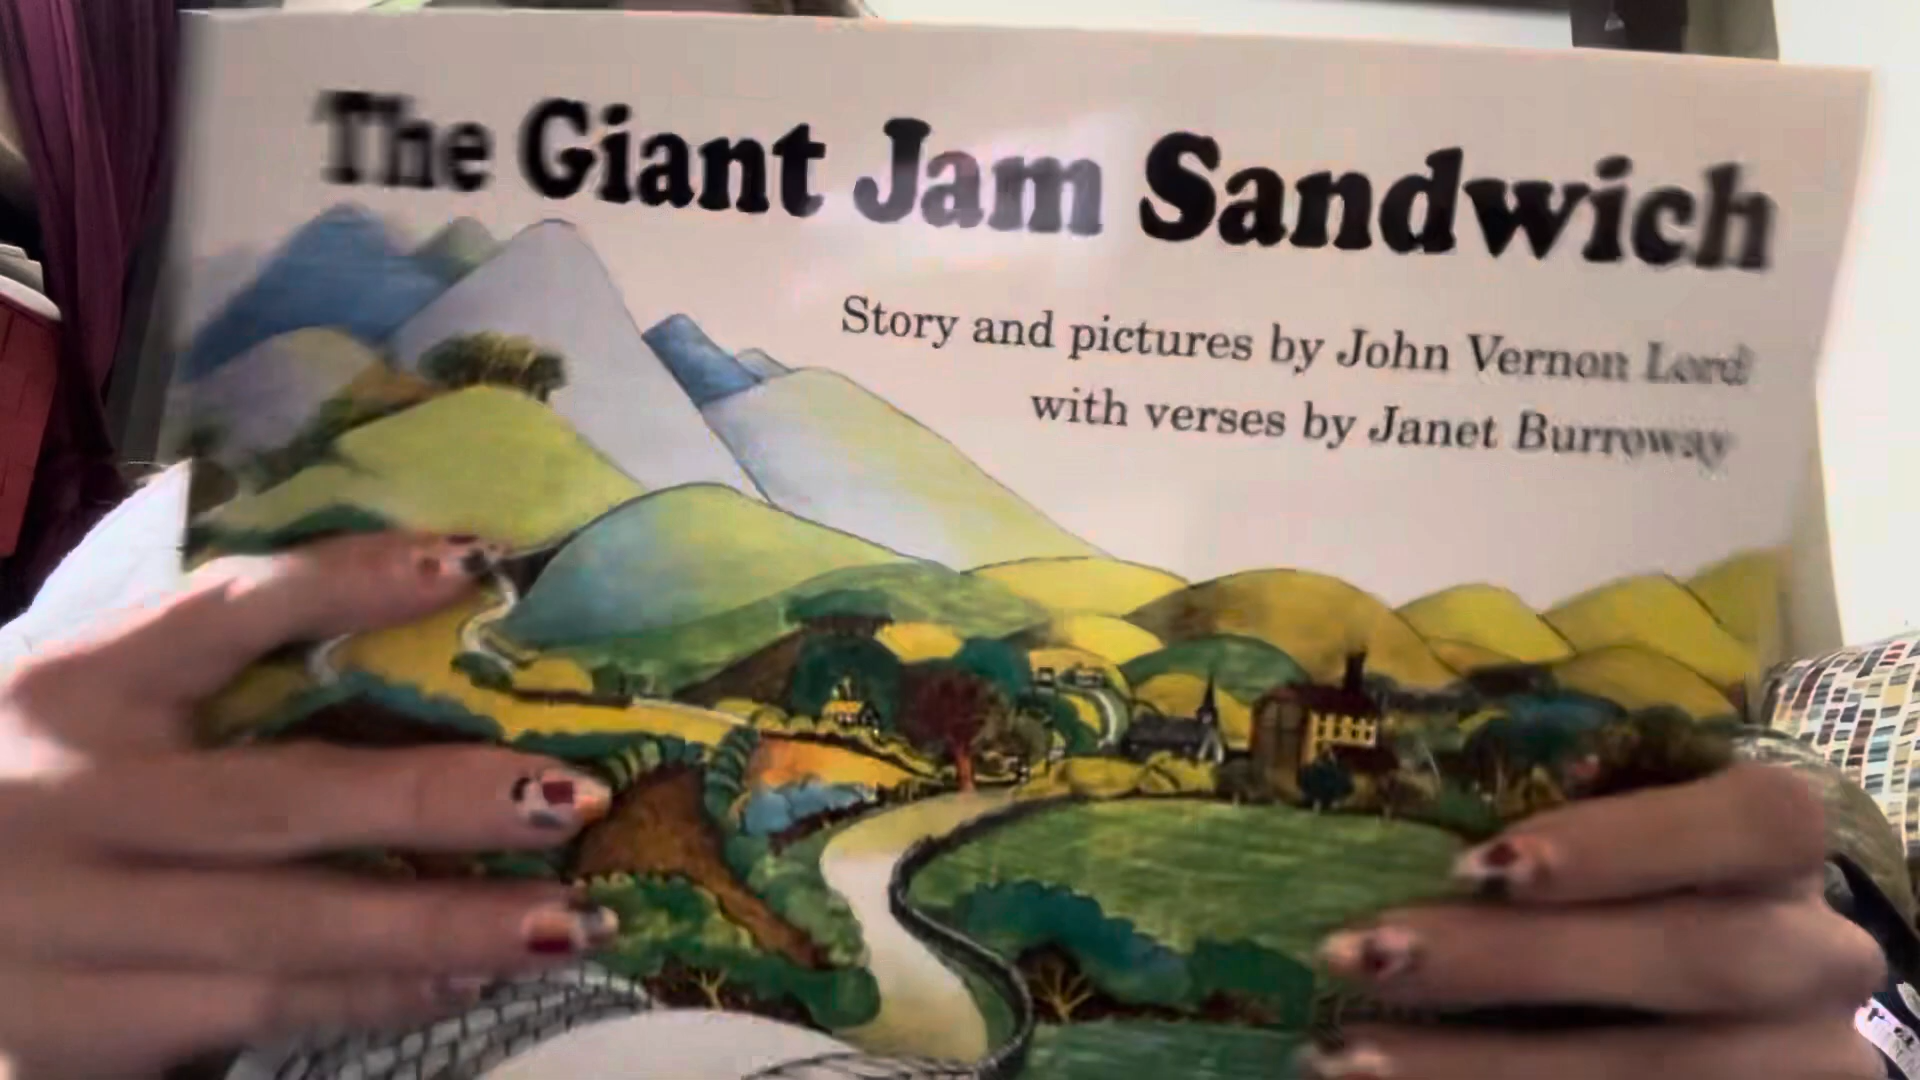 The Giant Jam Sandwich
Story and pictures by John Vernon Lord
with verses by Janet Burroway